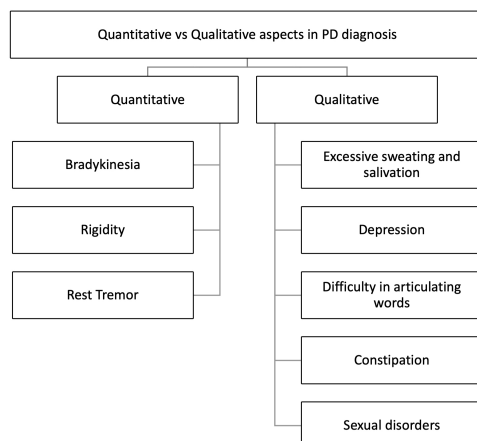 Quantitative vs Qualitative aspects in PD diagnosis
Quantitative
Bradykinesia
Rigidity
Rest Tremor
Qualitative
Excessive sweating and
salivation
Depression
Difficulty in articulating
words
Constipation
Sexual disorders